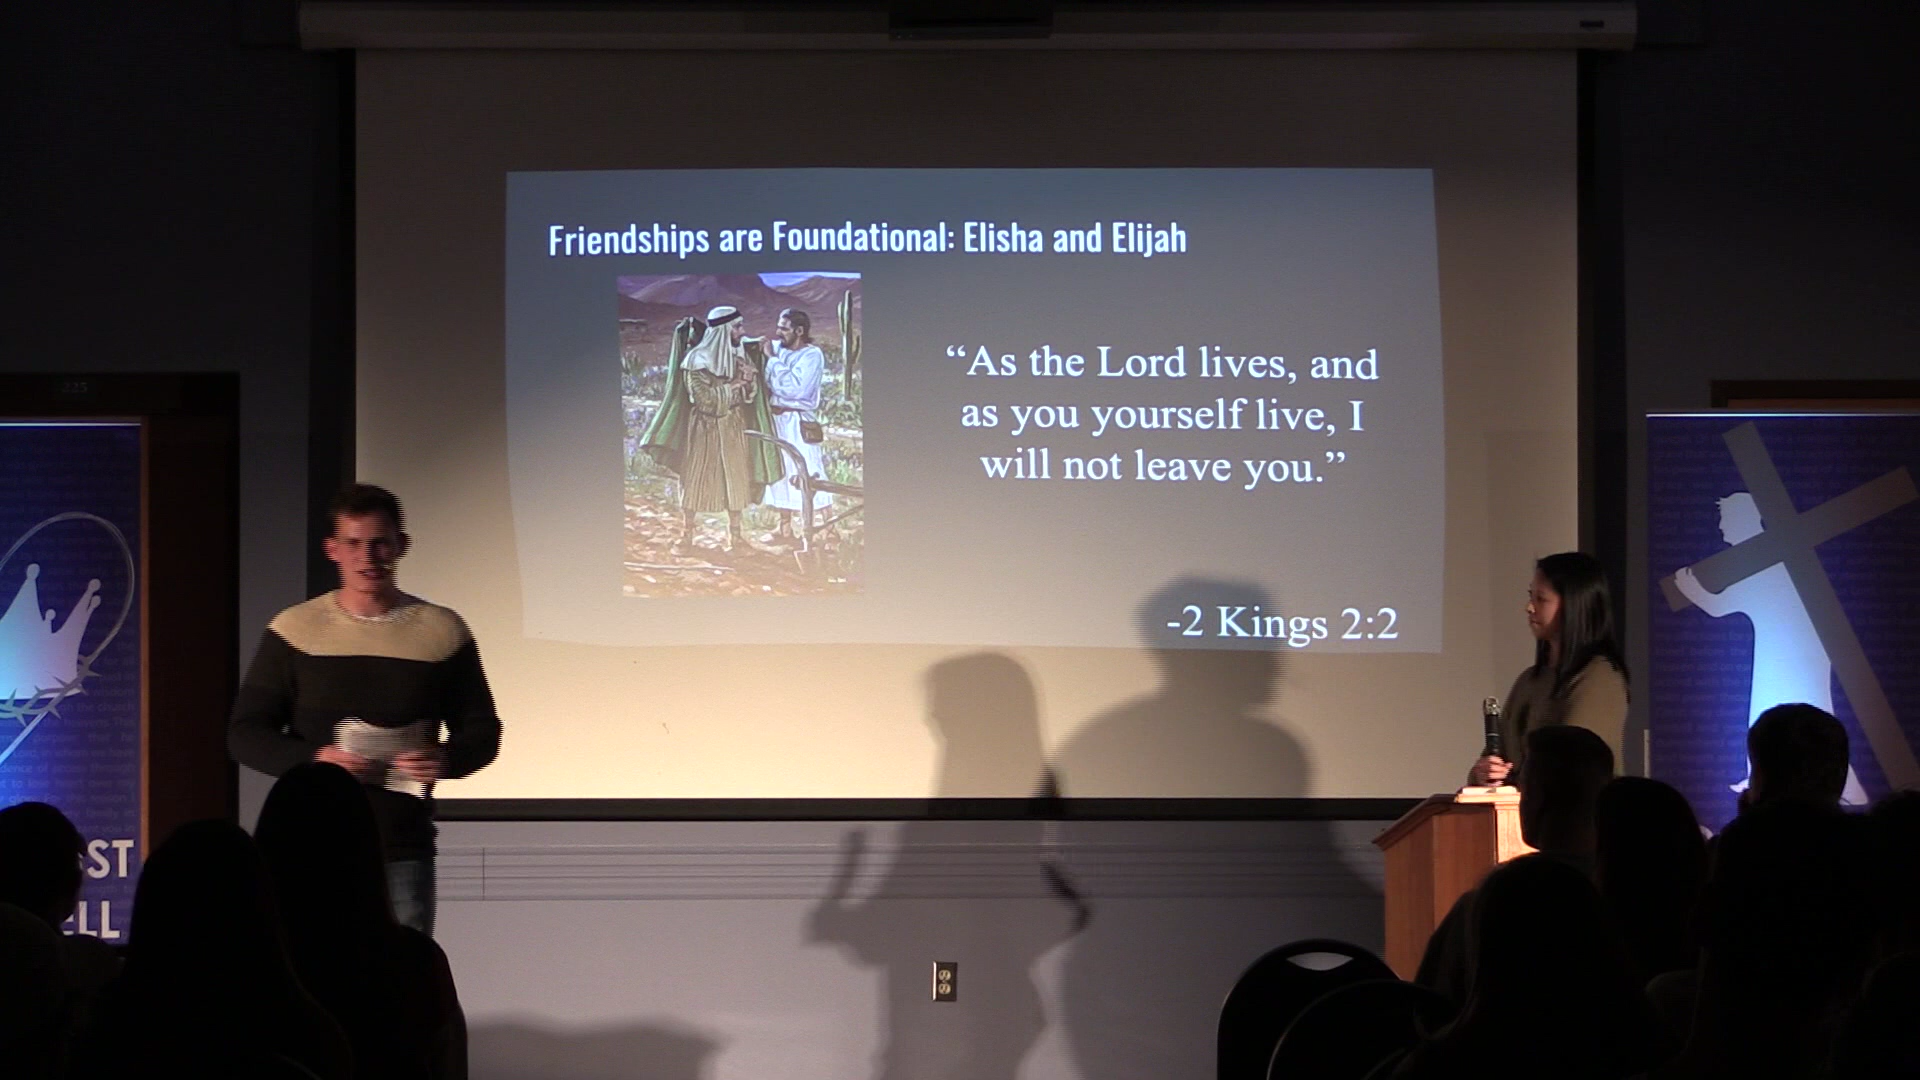 Friendships are Foundational: Elisha and Elijah
“As the Lord lives, and
as you yourself live, I
will not leave you.”
-2 Kings 2:2
225
ST
ELL